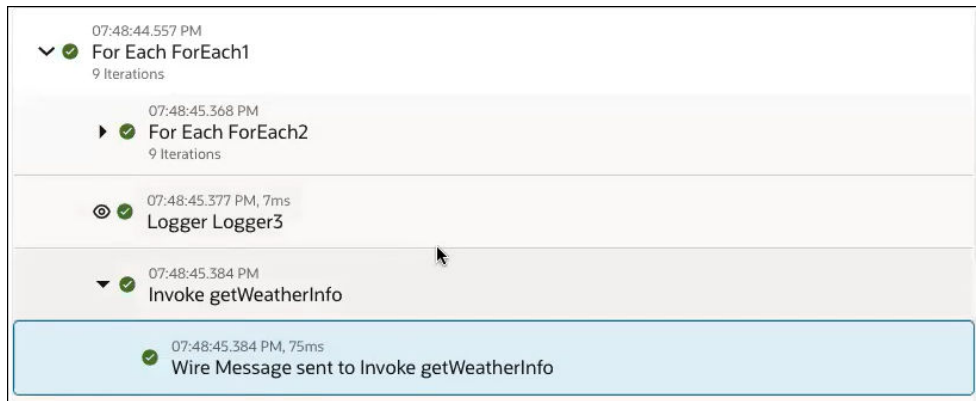 07:48:44.557 PM
For Each ForEach1
9 Iterations
07:48:45.368 PM
For Each ForEach2
9 Iterations
07:48:45.377 PM, 7ms
Logger Logger3
07:48:45.384 PM
Invoke getWeatherInfo
07:48:45.384 PM, 75ms
Wire Message sent to Invoke getWeatherInfo